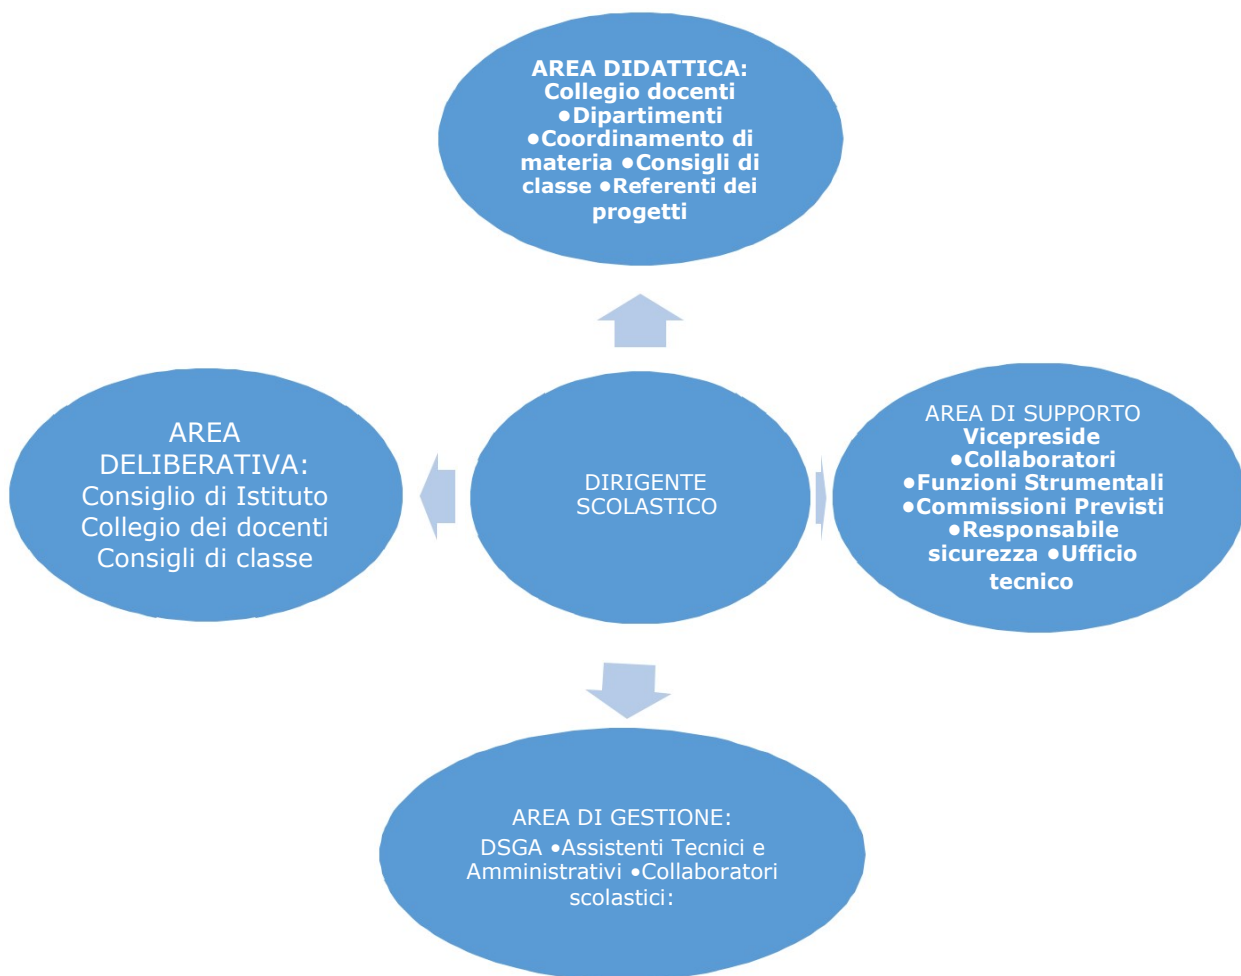 AREA DIDATTICA:
Collegio docenti
●Dipartimenti
●Coordinamento di
materia ●Consigli di
classe ●Referenti dei
progetti
AREA
DELIBERATIVA:
Consiglio di Istituto
Collegio dei docenti
Consigli di classe
DIRIGENTE
SCOLASTICO
AREA DI SUPPORTO
Vicepreside
●Collaboratori
●Funzioni Strumentali
●Commissioni Previsti
●Responsabile
sicurezza ●Ufficio
tecnico
AREA DI GESTIONE:
DSGA ●Assistenti Tecnici e
Amministrativi ●Collaboratori
scolastici: